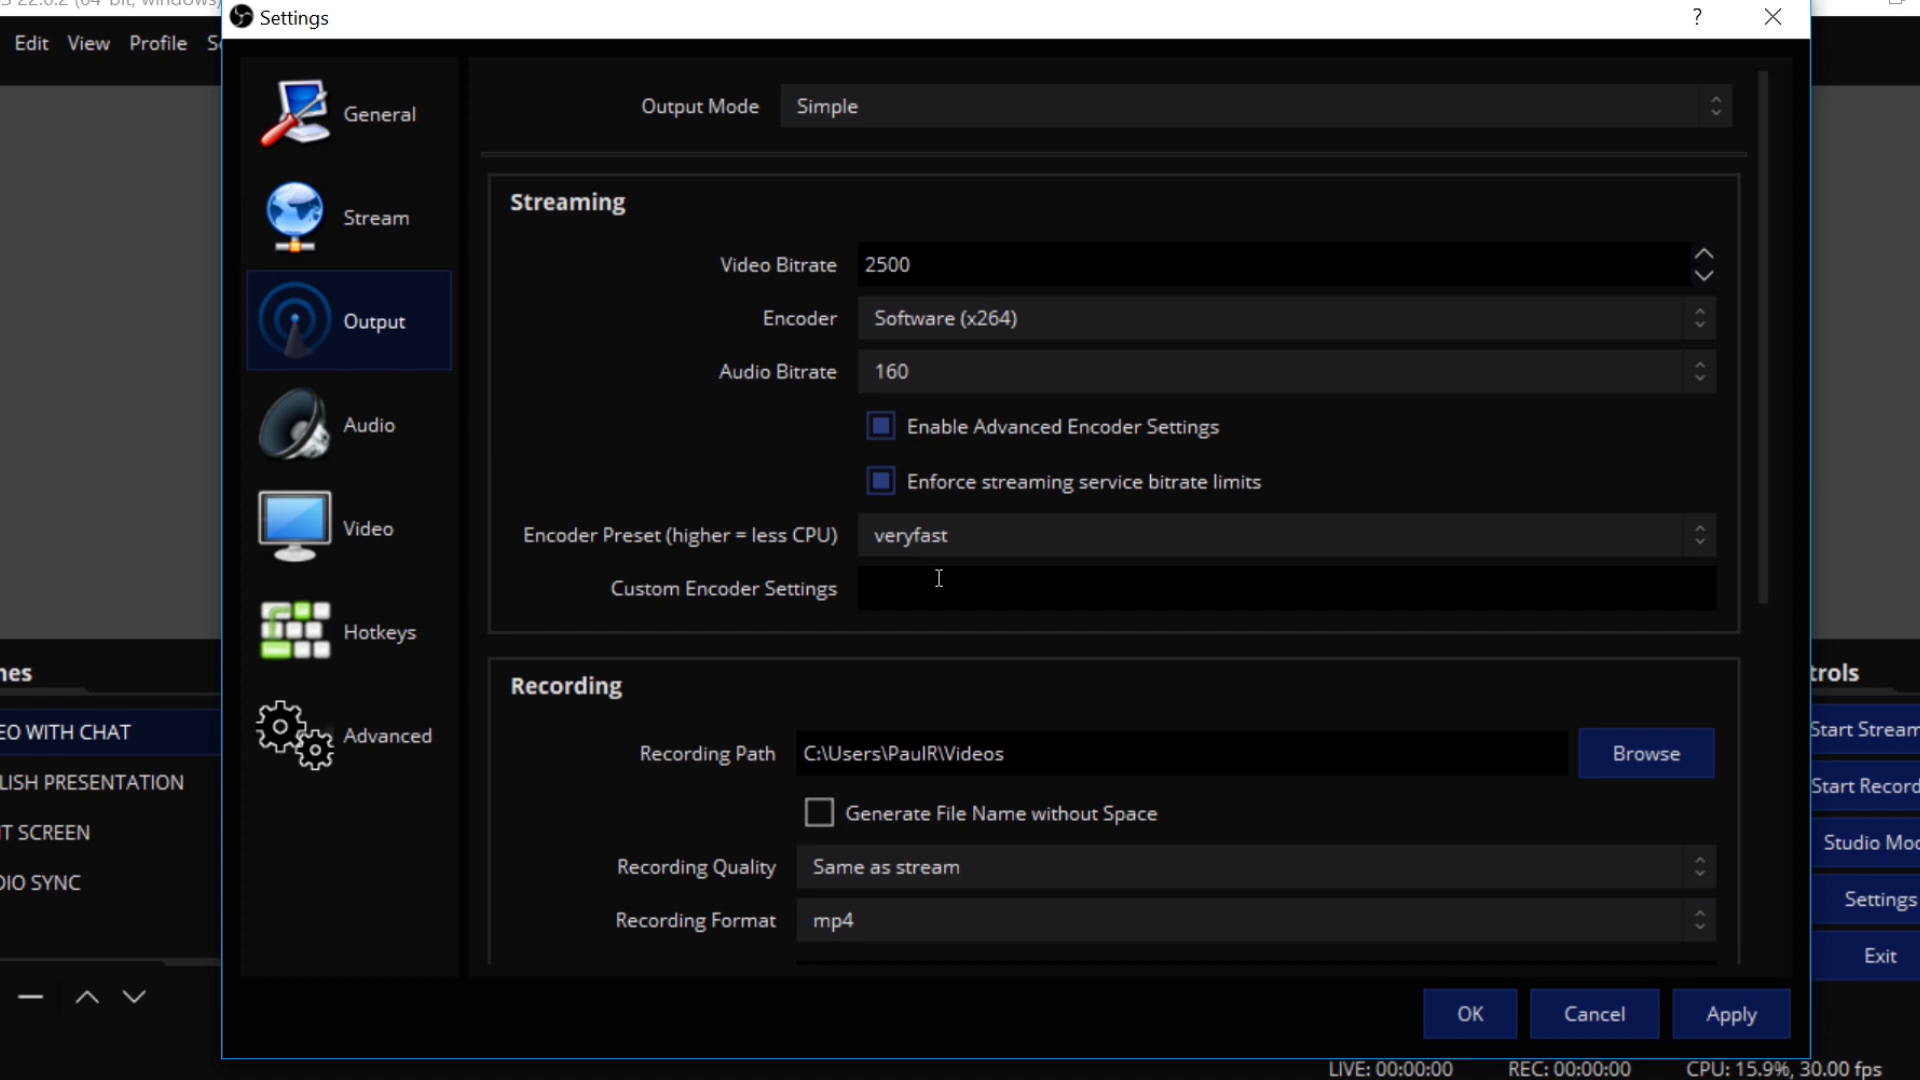 Settings
?
Edit View Profile
General
Stream
Output
Audio
Video
Hotkeys
Advanced
Output Mode Simple
Streaming
Video Bitrate 2500
Encoder Software (x264)
Audio Bitrate 160
Enable Advanced Encoder Settings
Enforce streaming service bitrate limits
Encoder Preset (higher = less CPU) veryfast
Custom Encoder Settings
Recording
Recording Path C:\Users\PaulR\Videos Browse
Generate File Name without Space
Recording Quality Same as stream
Recording Format mp4
OK Cancel Apply
nes
EO WITH CHAT
LISH PRESENTATION
IT SCREEN
DIO SYNC
trols
Start Stream
Start Record
Studio Mod
Settings
Exit
LIVE: 00:00:00 REC: 00:00:00 CPU: 15.9%, 30.00 fps